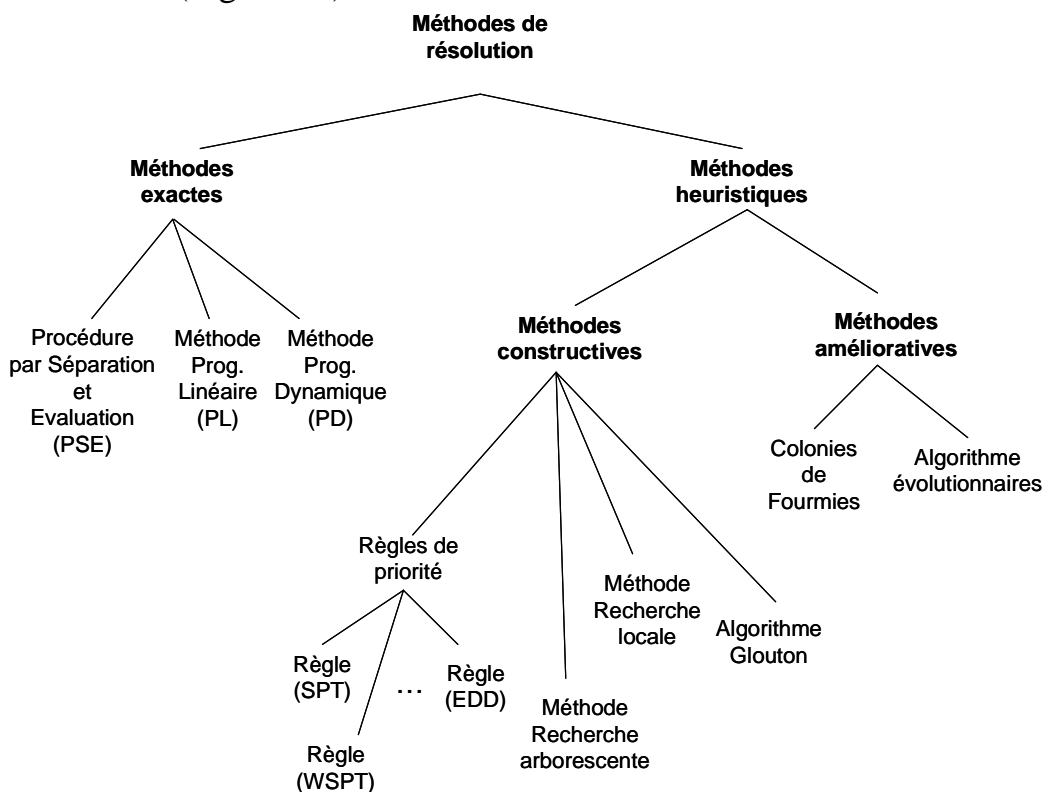 Méthodes de
résolution
Méthodes
exactes
Méthodes
heuristiques
Procédure
par Séparation
et
Evaluation
(PSE)
Méthode
Prog.
Linéaire
(PL)
Méthode
Prog.
Dynamique
(PD)
Méthodes
constructives
Méthodes
amélioratives
Colonies
de
Fourmies
Algorithme
évolutionnaires
Règles de
priorité
Méthode
Recherche
locale
Algorithme
Glouton
Règle
(SPT)
...
Règle
(EDD)
Règle
(WSPT)
Méthode
Recherche
arborescente